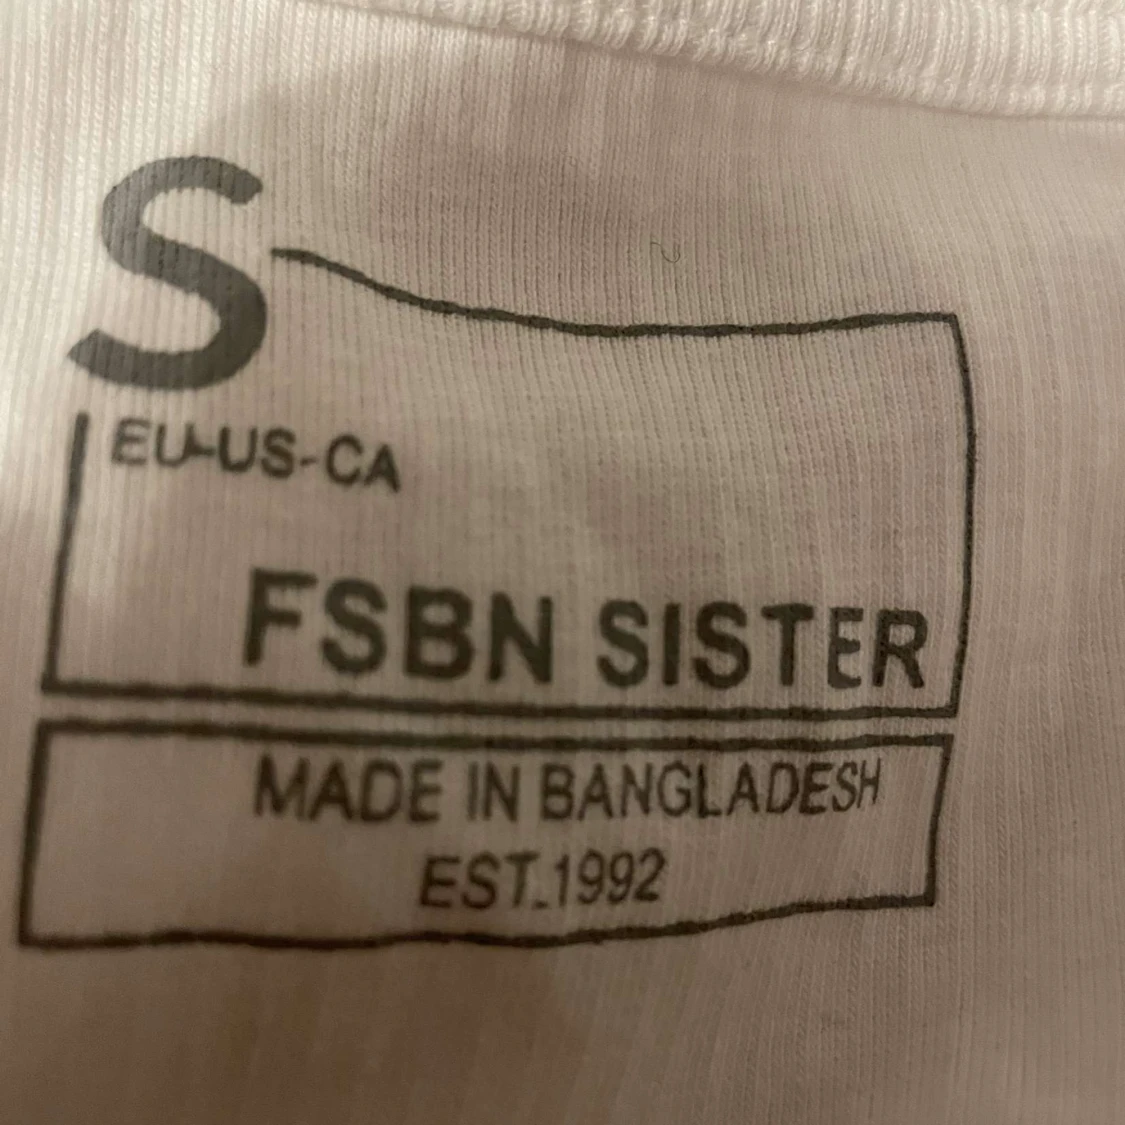 S
EU-US-CA
FSBN SISTER
MADE IN BANGLADESH
EST.1992